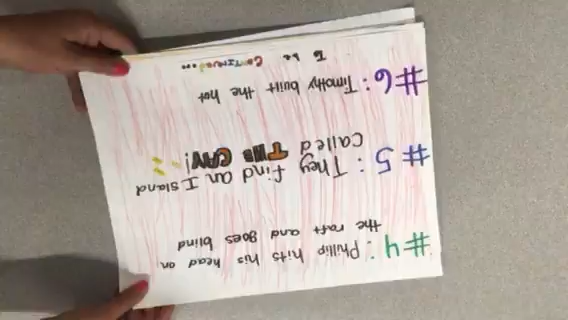 #4: Phillip hits his head on
the raft and goes blind
#5: They find an Island
called THE CAY!
#6: Timothy built the hut
To be
Continued...